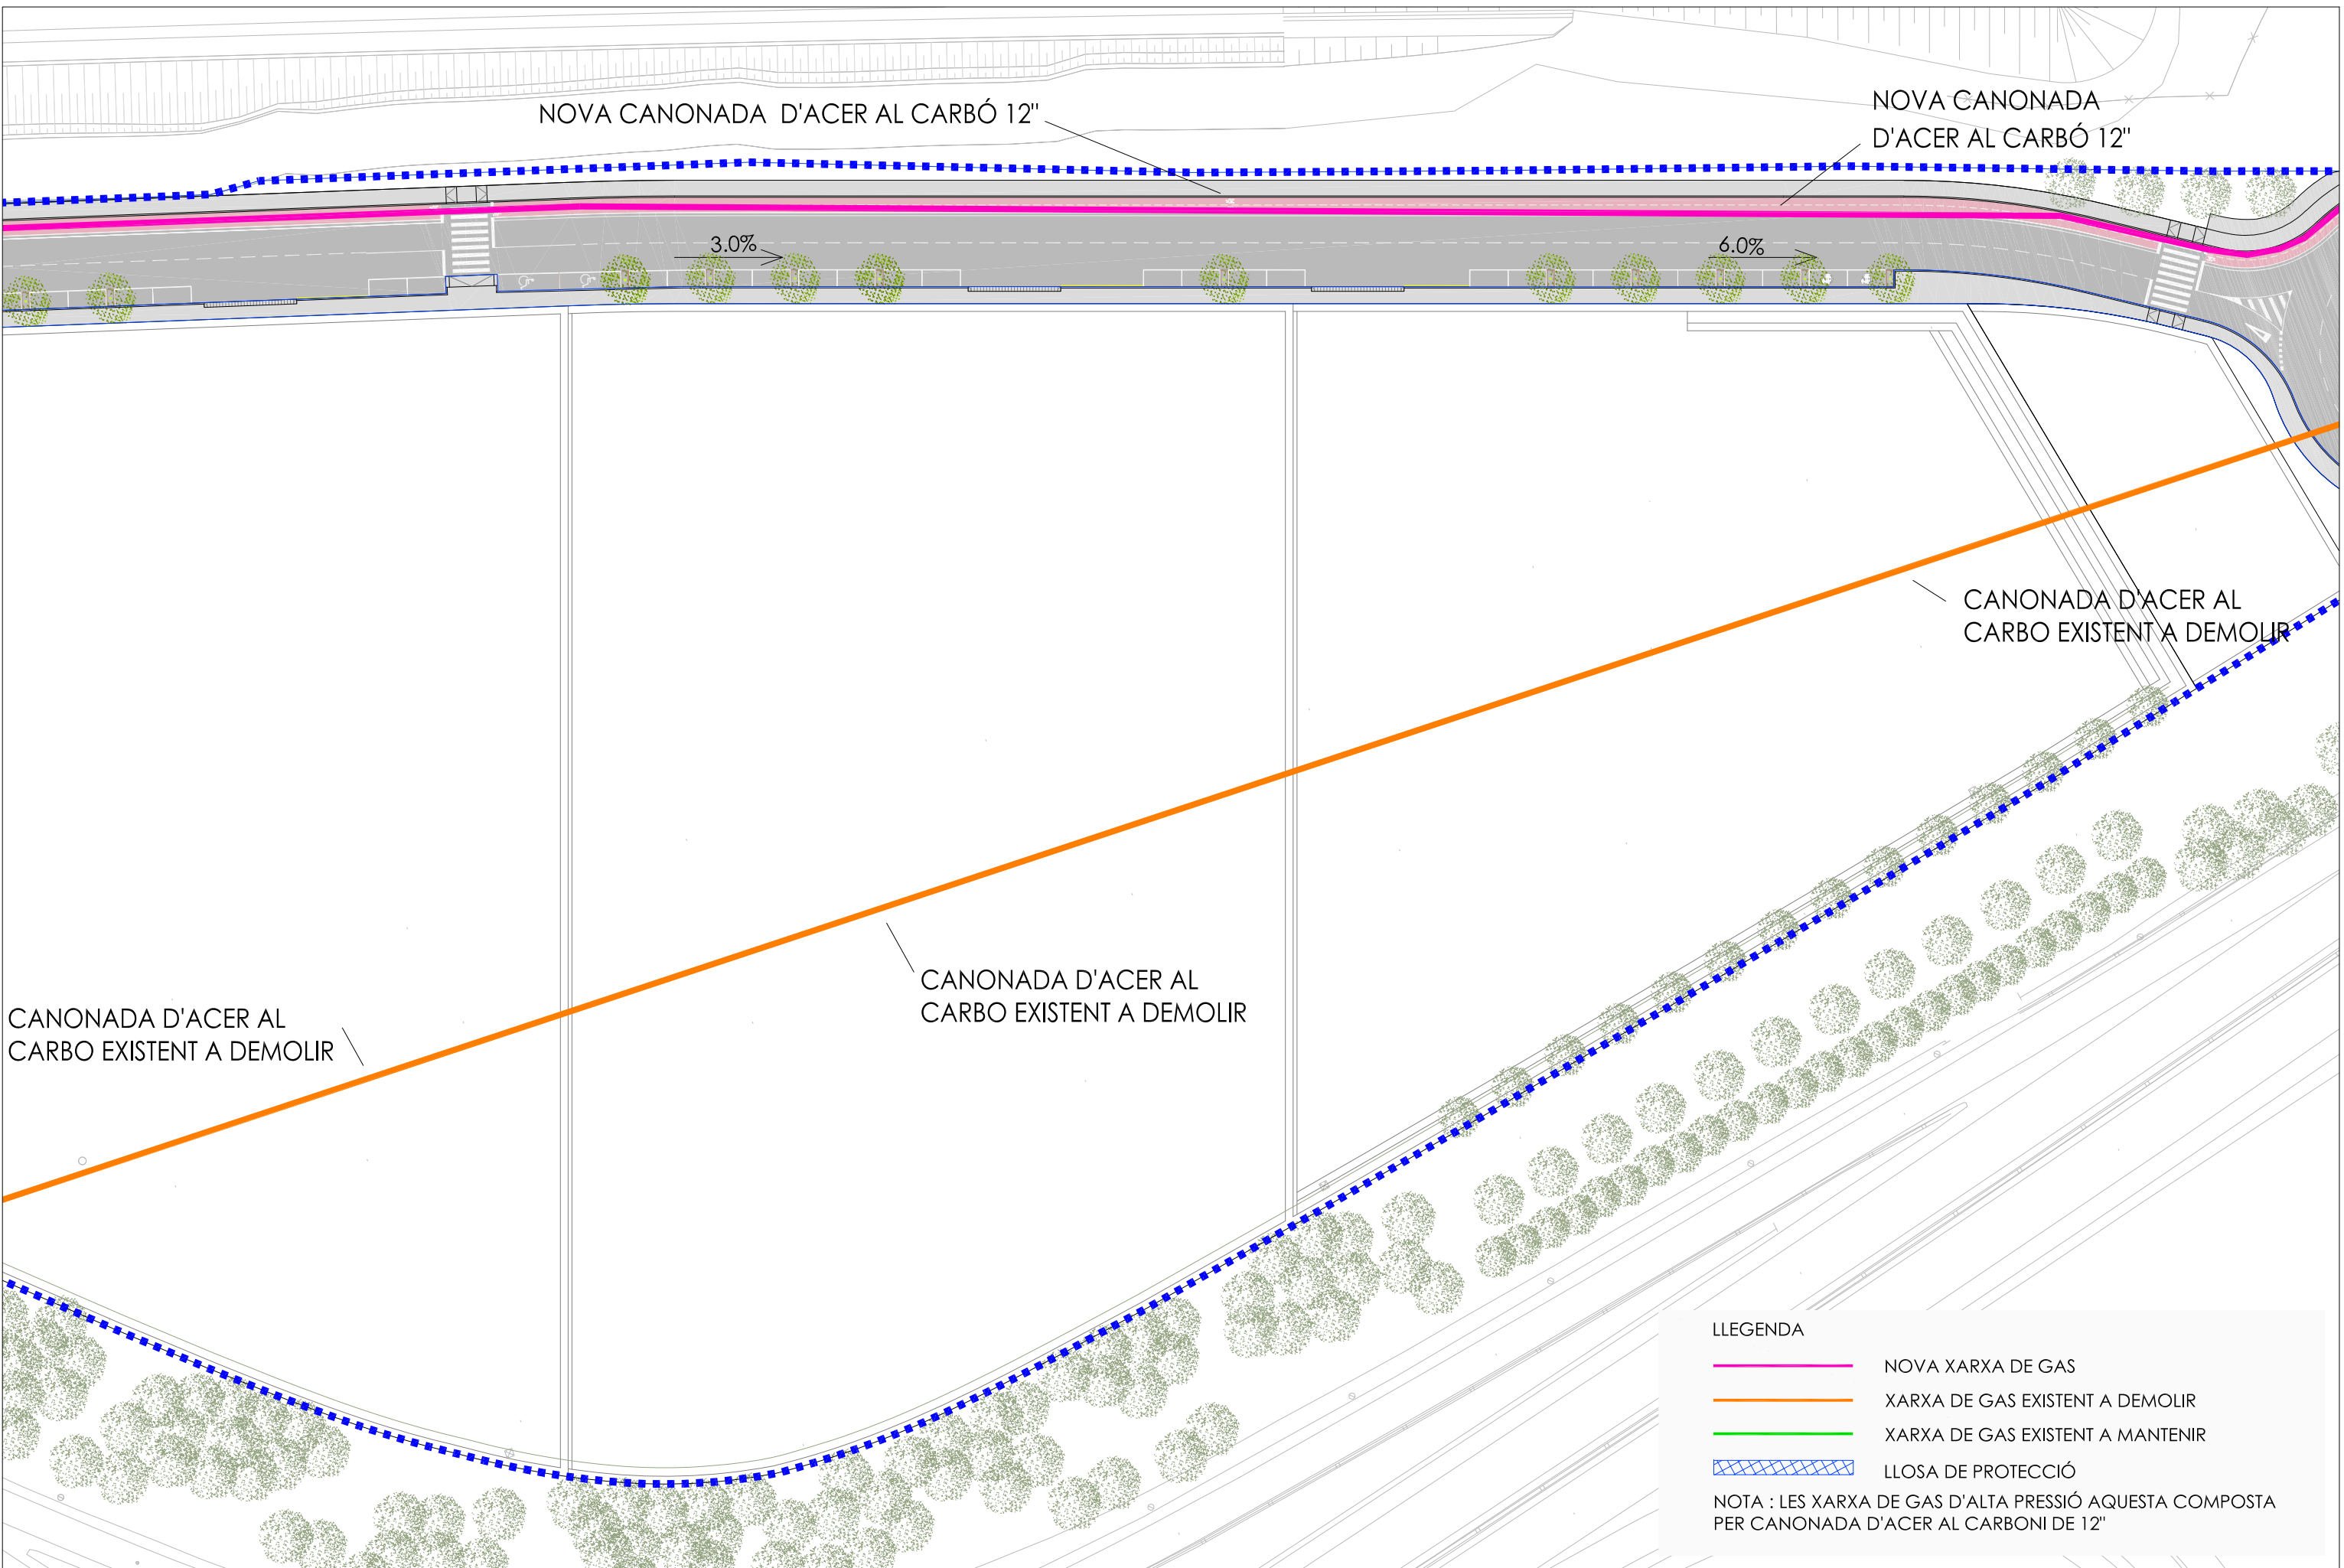 NOVA CANONADA D'ACER AL CARBÓ 12"
NOVA CANONADA
D'ACER AL CARBÓ 12"
3.0%
6.0%
CANONADA D'ACER AL
CARBO EXISTENT A DEMOLIR
CANONADA D'ACER AL
CARBO EXISTENT A DEMOLIR
CANONADA D'ACER AL
CARBO EXISTENT A DEMOLIR
LLEGENDA
NOVA XARXA DE GAS
XARXA DE GAS EXISTENT A DEMOLIR
XARXA DE GAS EXISTENT A MANTENIR
LLOSA DE PROTECCIÓ
NOTA : LES XARXA DE GAS D'ALTA PRESSIÓ AQUESTA COMPOSTA
PER CANONADA D'ACER AL CARBONI DE 12"